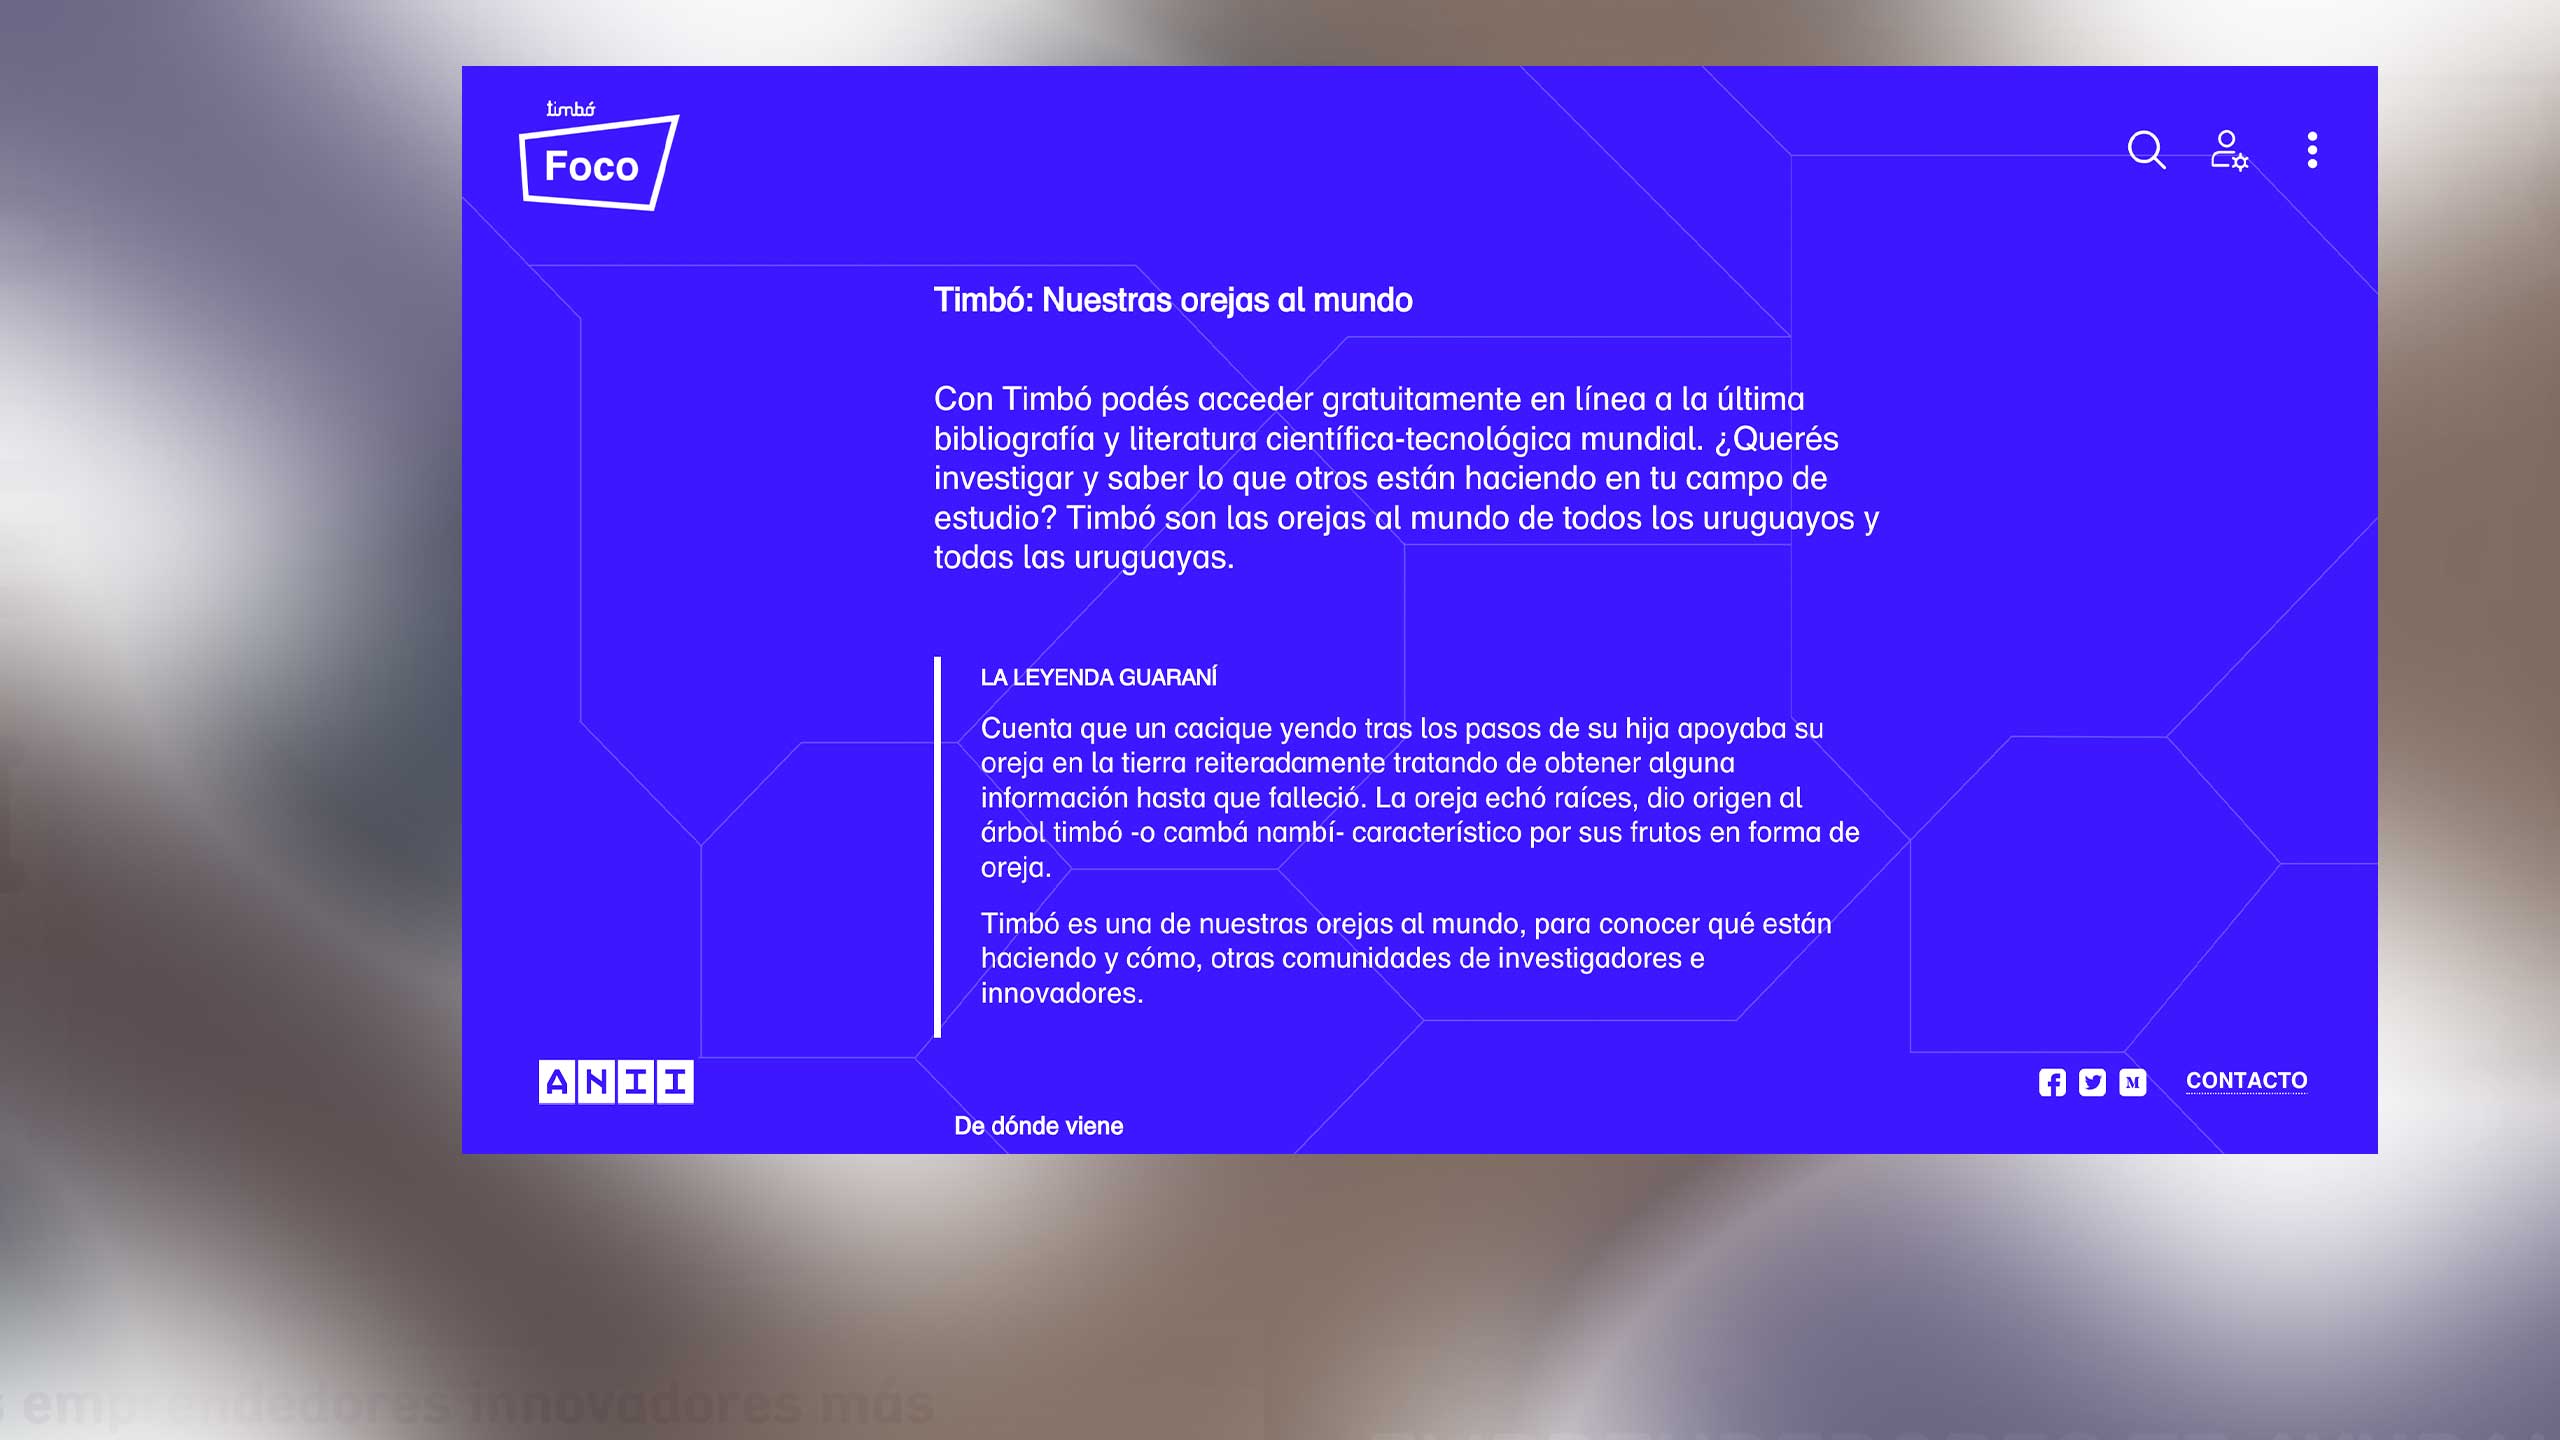 timbó
Foco
Timbó: Nuestras orejas al mundo
Con Timbó podés acceder gratuitamente en línea a la última
bibliografía y literatura científica-tecnológica mundial. ¿Querés
investigar y saber lo que otros están haciendo en tu campo de
estudio? Timbó son las orejas al mundo de todos los uruguayos y
todas las uruguayas.
LA LEYENDA GUARANÍ
Cuenta que un cacique yendo tras los pasos de su hija apoyaba su
oreja en la tierra reiteradamente tratando de obtener alguna
información hasta que falleció. La oreja echó raíces, dio origen al
árbol timbó -o cambá nambí- característico por sus frutos en forma de
oreja.
Timbó es una de nuestras orejas al mundo, para conocer qué están
haciendo y cómo, otras comunidades de investigadores e
innovadores.
ANII
M
CONTACTO
De dónde viene
emprendedores innovadores más